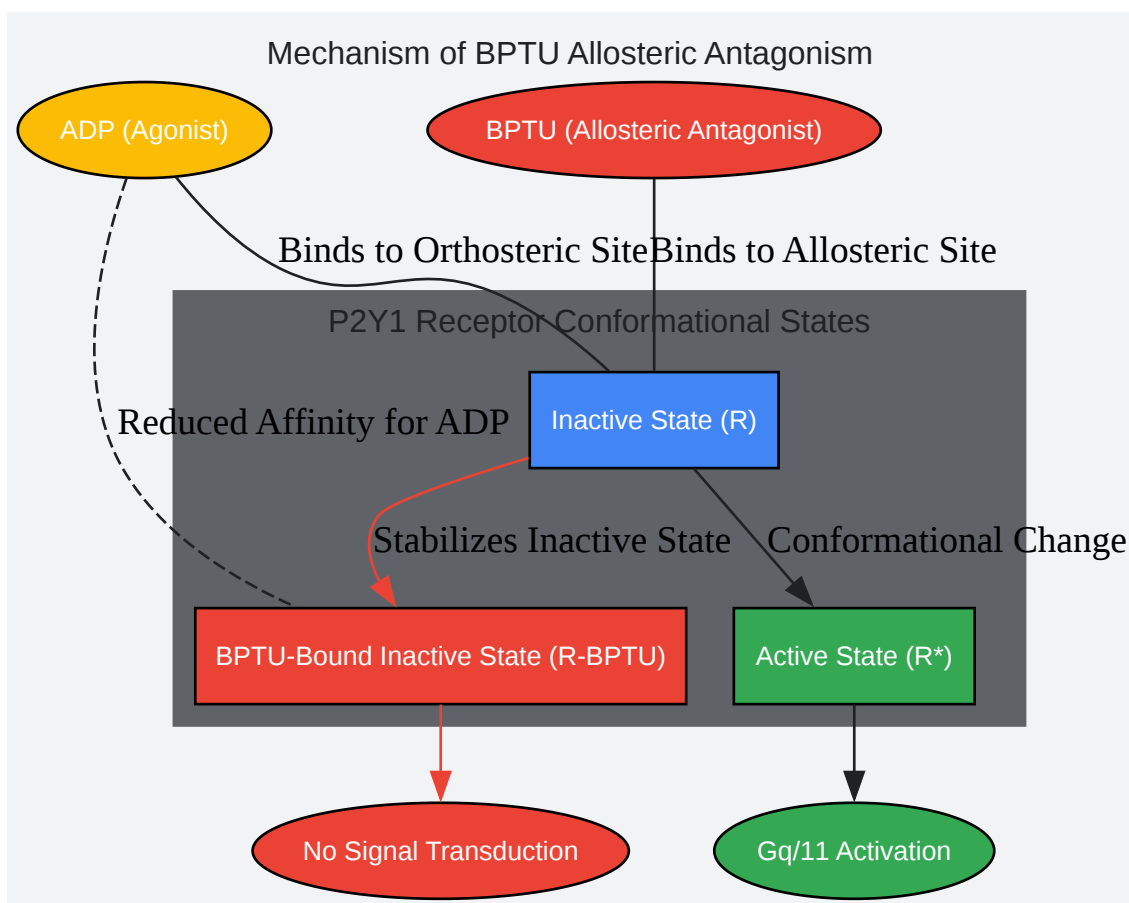 Mechanism of BPTU Allosteric Antagonism
ADP (Agonist)
BPTU (Allosteric Antagonist)
Binds to Orthosteric Site
Binds to Allosteric Site
P2Y1 Receptor Conformational States
Reduced Affinity for ADP
Inactive State (R)
Stabilizes Inactive State
Conformational Change
BPTU-Bound Inactive State (R-BPTU)
Active State (R*)
No Signal Transduction
Gq/11 Activation